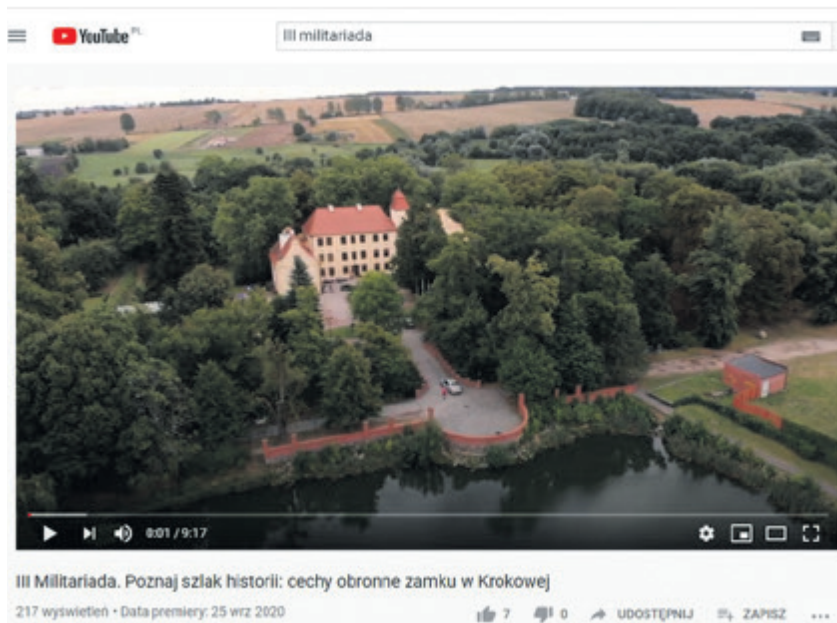 YouTube PL
III militariada
0:01 / 9:17
III Militariada. Poznaj szlak historii: cechy obronne zamku w Krokowej
217 wyświetleń • Data premiery: 25 wrz 2020
7 0 UDOSTĘPNIJ ZAPISZ ...